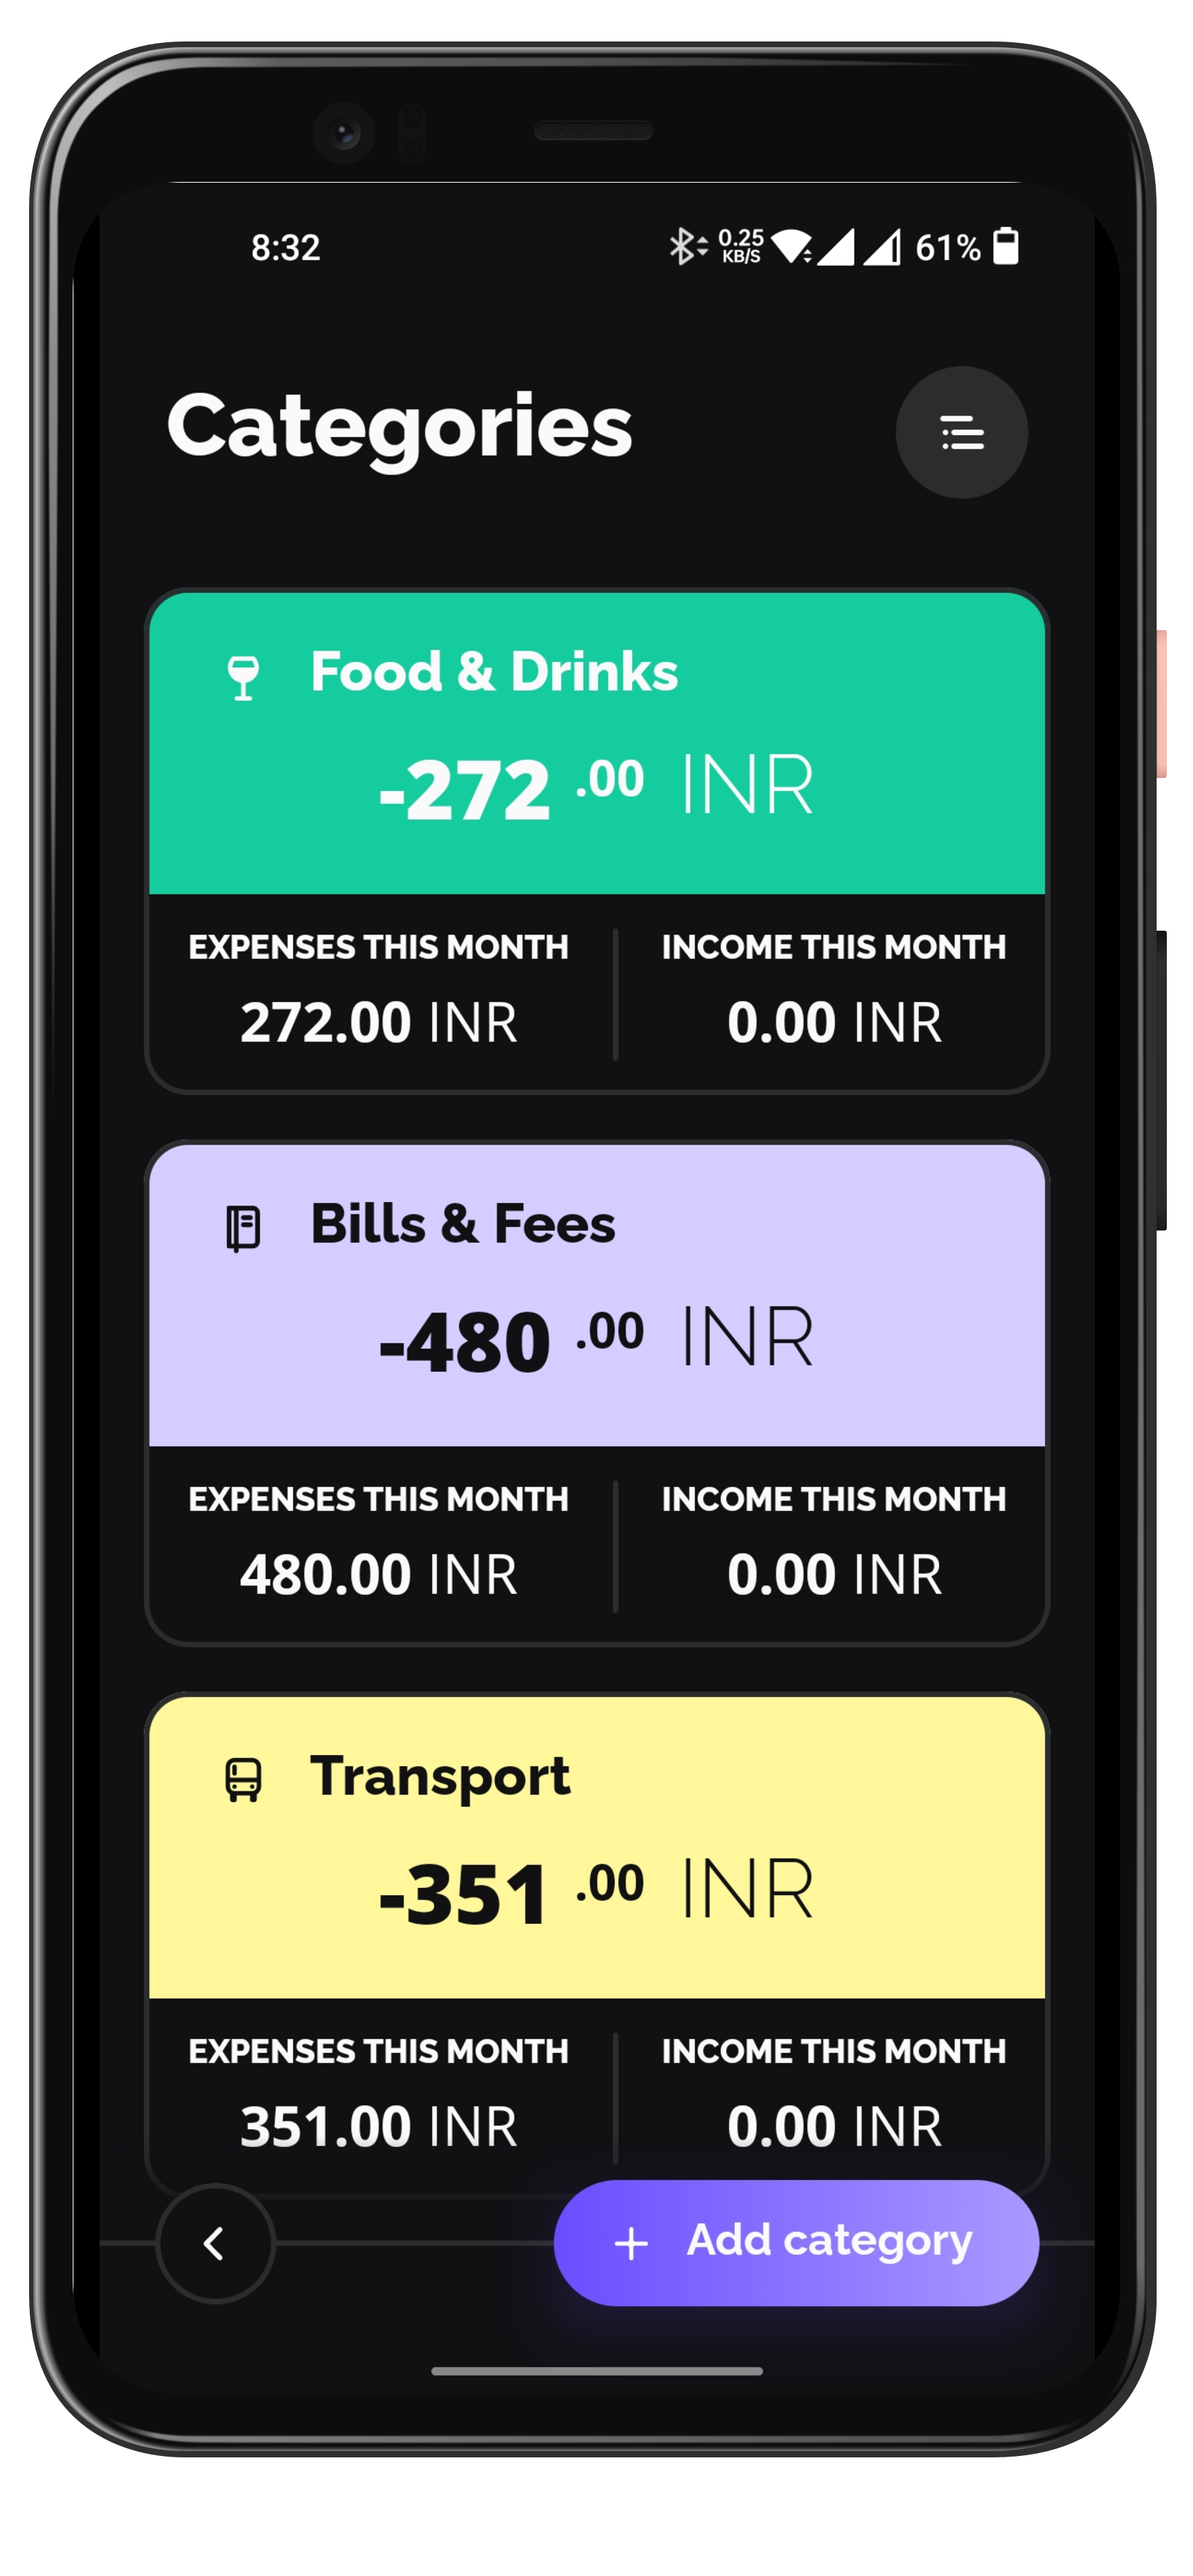 8:32 0.25 KB/S 61%
Categories
Food & Drinks
-272 .00 INR
EXPENSES THIS MONTH INCOME THIS MONTH
272.00 INR 0.00 INR
Bills & Fees
-480 .00 INR
EXPENSES THIS MONTH INCOME THIS MONTH
480.00 INR 0.00 INR
Transport
-351 .00 INR
EXPENSES THIS MONTH INCOME THIS MONTH
351.00 INR 0.00 INR
+ Add category